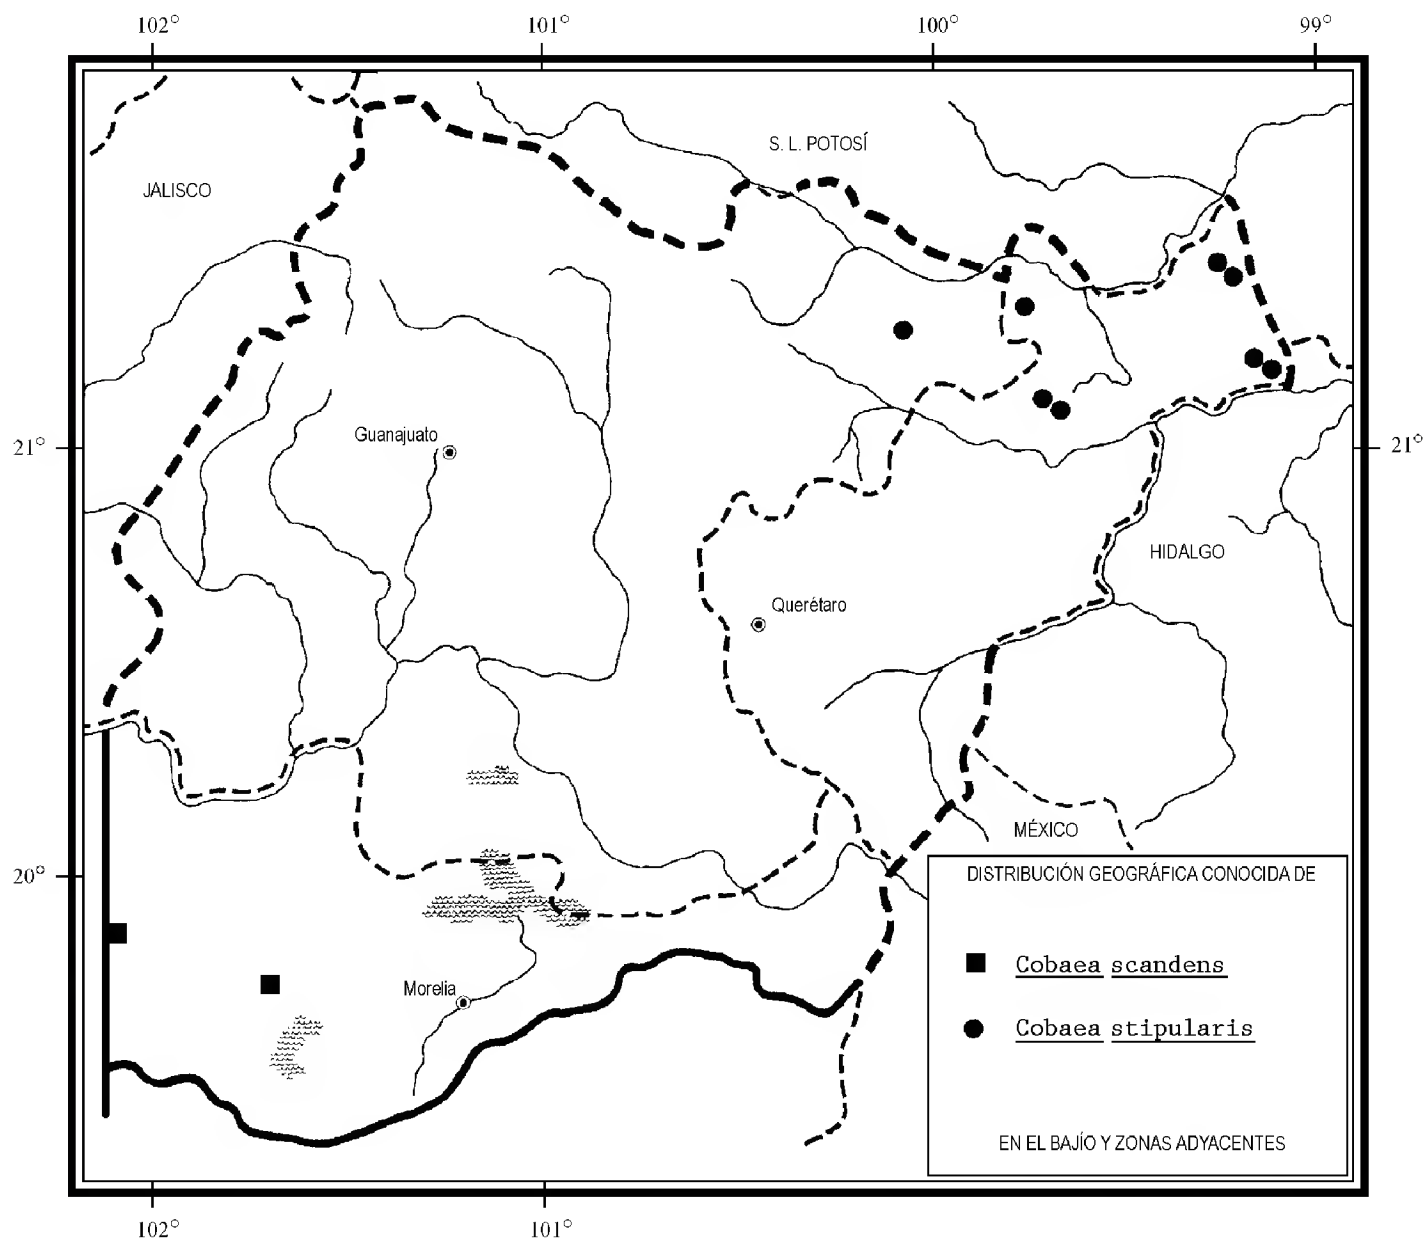 102° 101° 100° 99°
S. L. POTOSÍ
JALISCO
Guanajuato
21° 21°
HIDALGO
Querétaro
MÉXICO
20°
DISTRIBUCIÓN GEOGRÁFICA CONOCIDA DE
Cobaea scandens
Morelia
Cobaea stipularis
EN EL BAJÍO Y ZONAS ADYACENTES
102° 101°